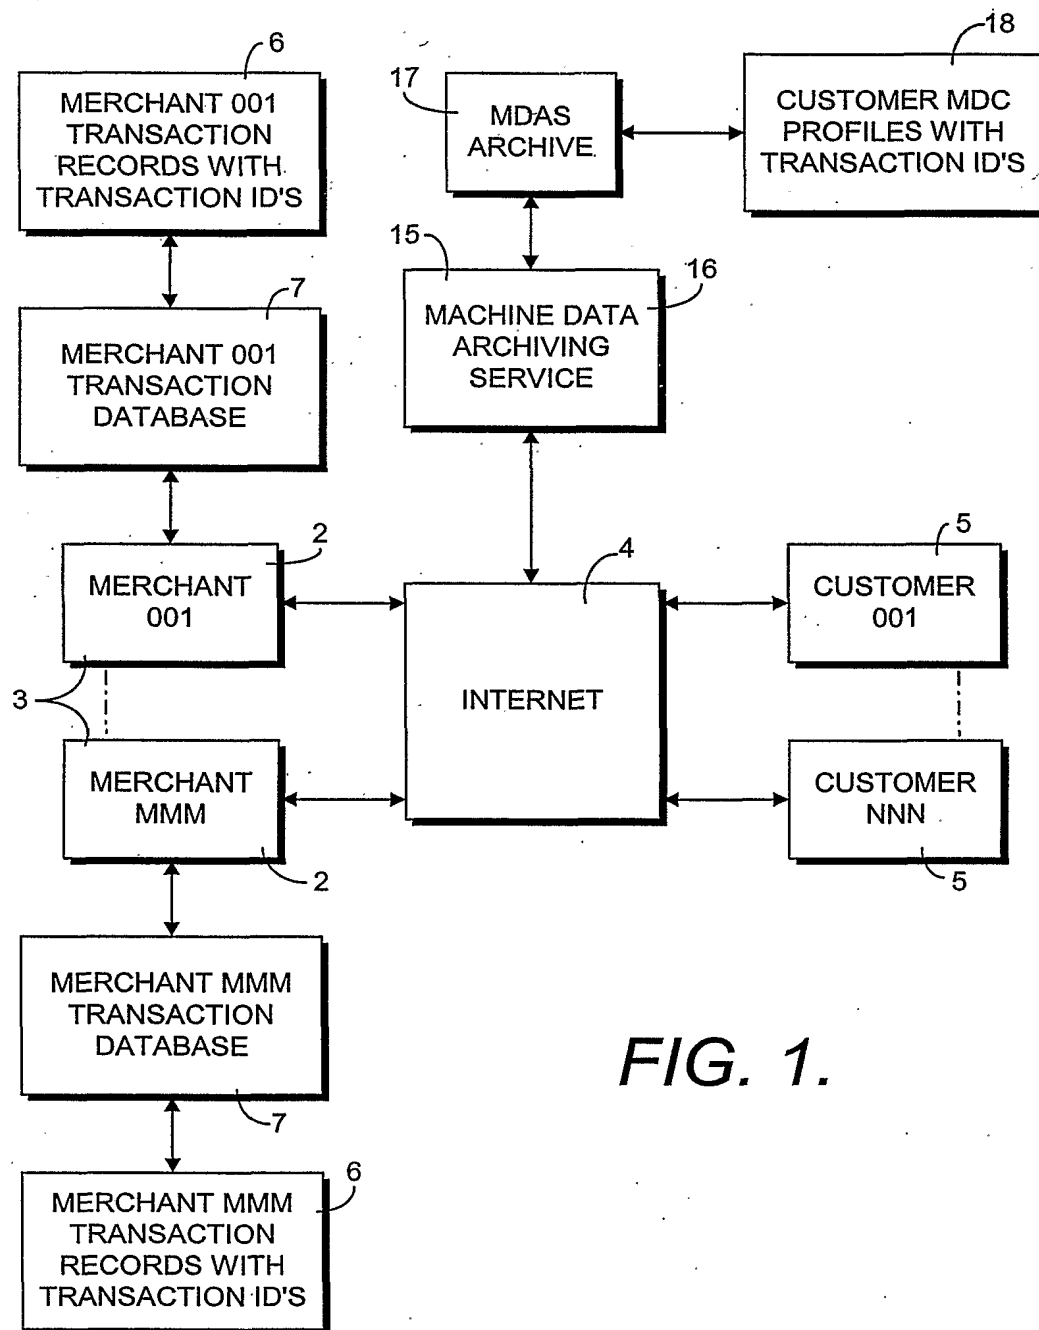 6
MERCHANT 001
TRANSACTION
RECORDS WITH
TRANSACTION ID'S
17
MDAS
ARCHIVE
18
CUSTOMER MDC
PROFILES WITH
TRANSACTION ID'S
7
MERCHANT 001
TRANSACTION
DATABASE
15
16
MACHINE DATA
ARCHIVING
SERVICE
2
MERCHANT
001
4
INTERNET
5
CUSTOMER
001
3
MERCHANT
MMM
2
CUSTOMER
NNN
5
MERCHANT MMM
TRANSACTION
DATABASE
7
FIG. 1.
6
MERCHANT MMM
TRANSACTION
RECORDS WITH
TRANSACTION ID'S